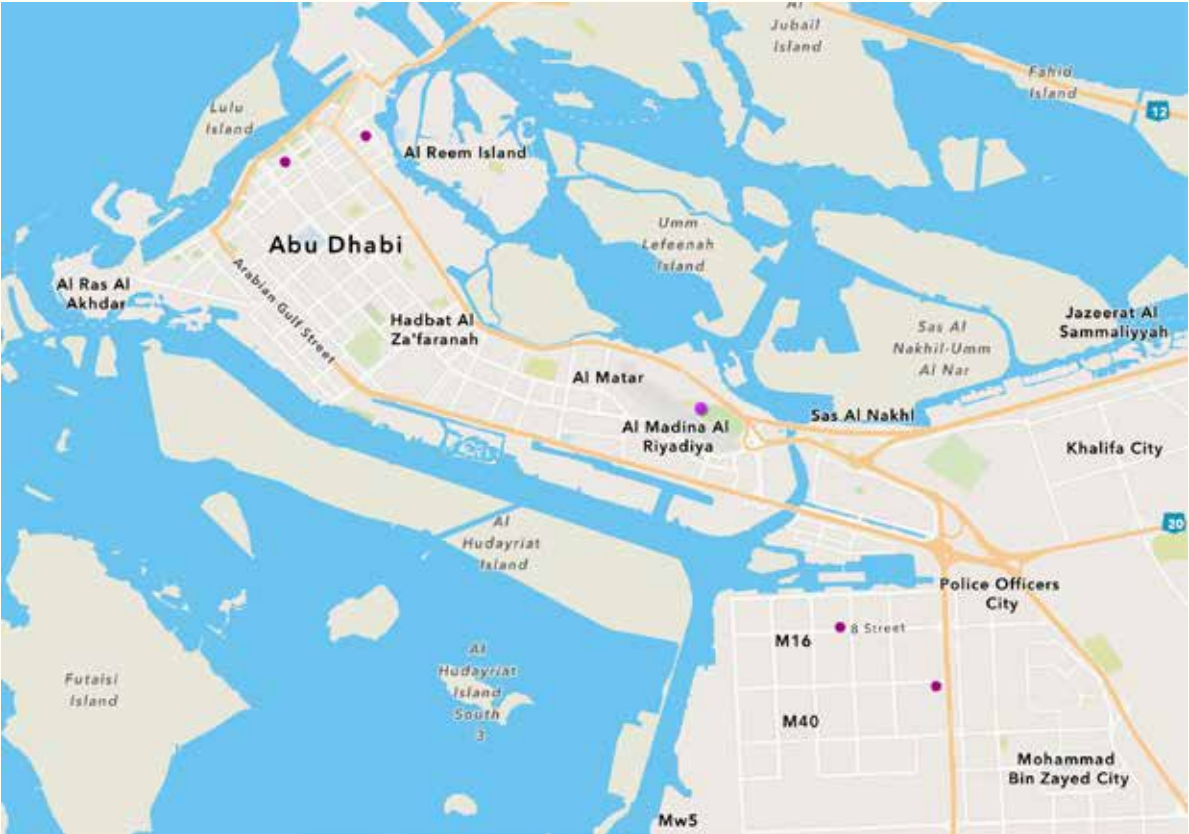 Al
Jubail
Island
Fahid
Island
12
Lulu
Island
Al Reem Island
Umm
Lefeenah
Island
Abu Dhabi
Al Ras Al
Akhdar
Arabian Gulf Street
Hadbat Al
Za'faranah
Jazeerat Al
Sammaliyyah
Sas Al
Nakhil-Umm
Al Nar
Al Matar
Sas Al Nakhl
Al Madina Al
Riyadiya
Khalifa City
20
Al
Hudayriat
Island
Police Officers
City
8 Street
M16
Al
Hudayriat
Island
South
3
Futaisi
Island
M40
Mohammad
Bin Zayed City
Mw5